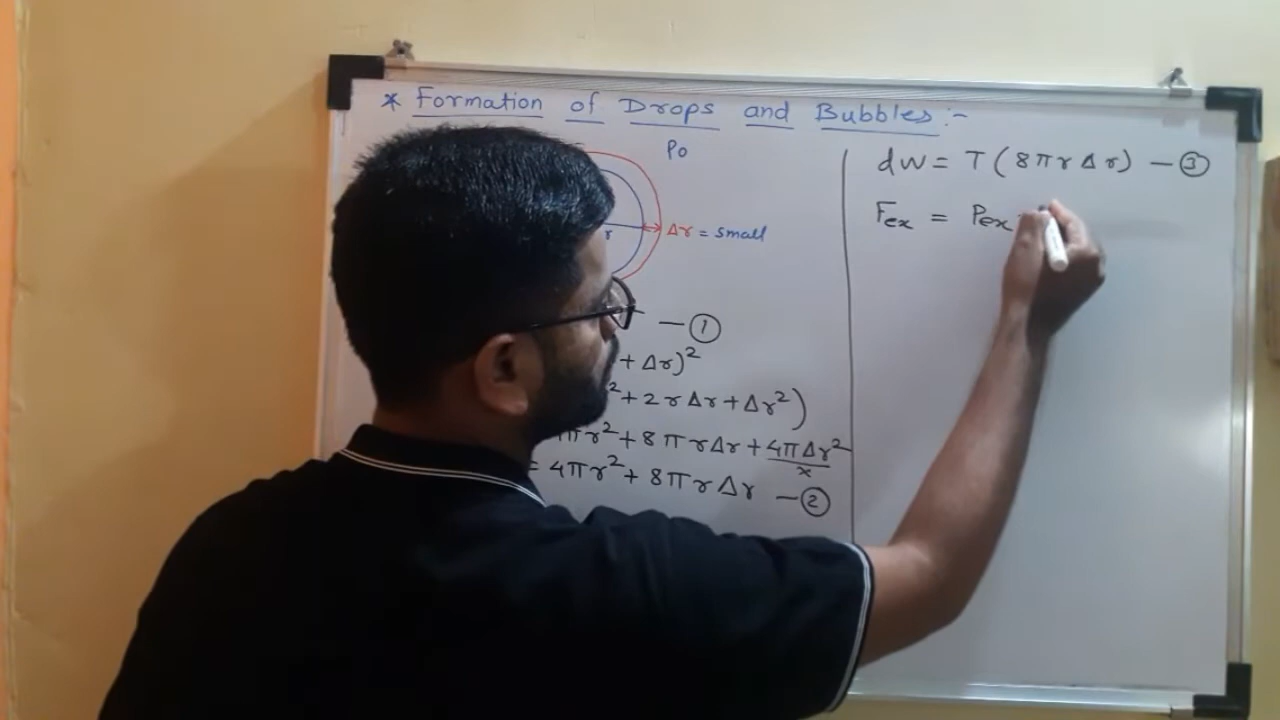 * Formation of Drops and Bubbles:-
Po
r
Δr = small
— ①
+ Δr)²
² + 2rΔr + Δr²)
πr² + 8πrΔr + 4πΔr²
x
= 4πr² + 8πrΔr — ②
dW = T(8πrΔr) — ③
Fex = Pex